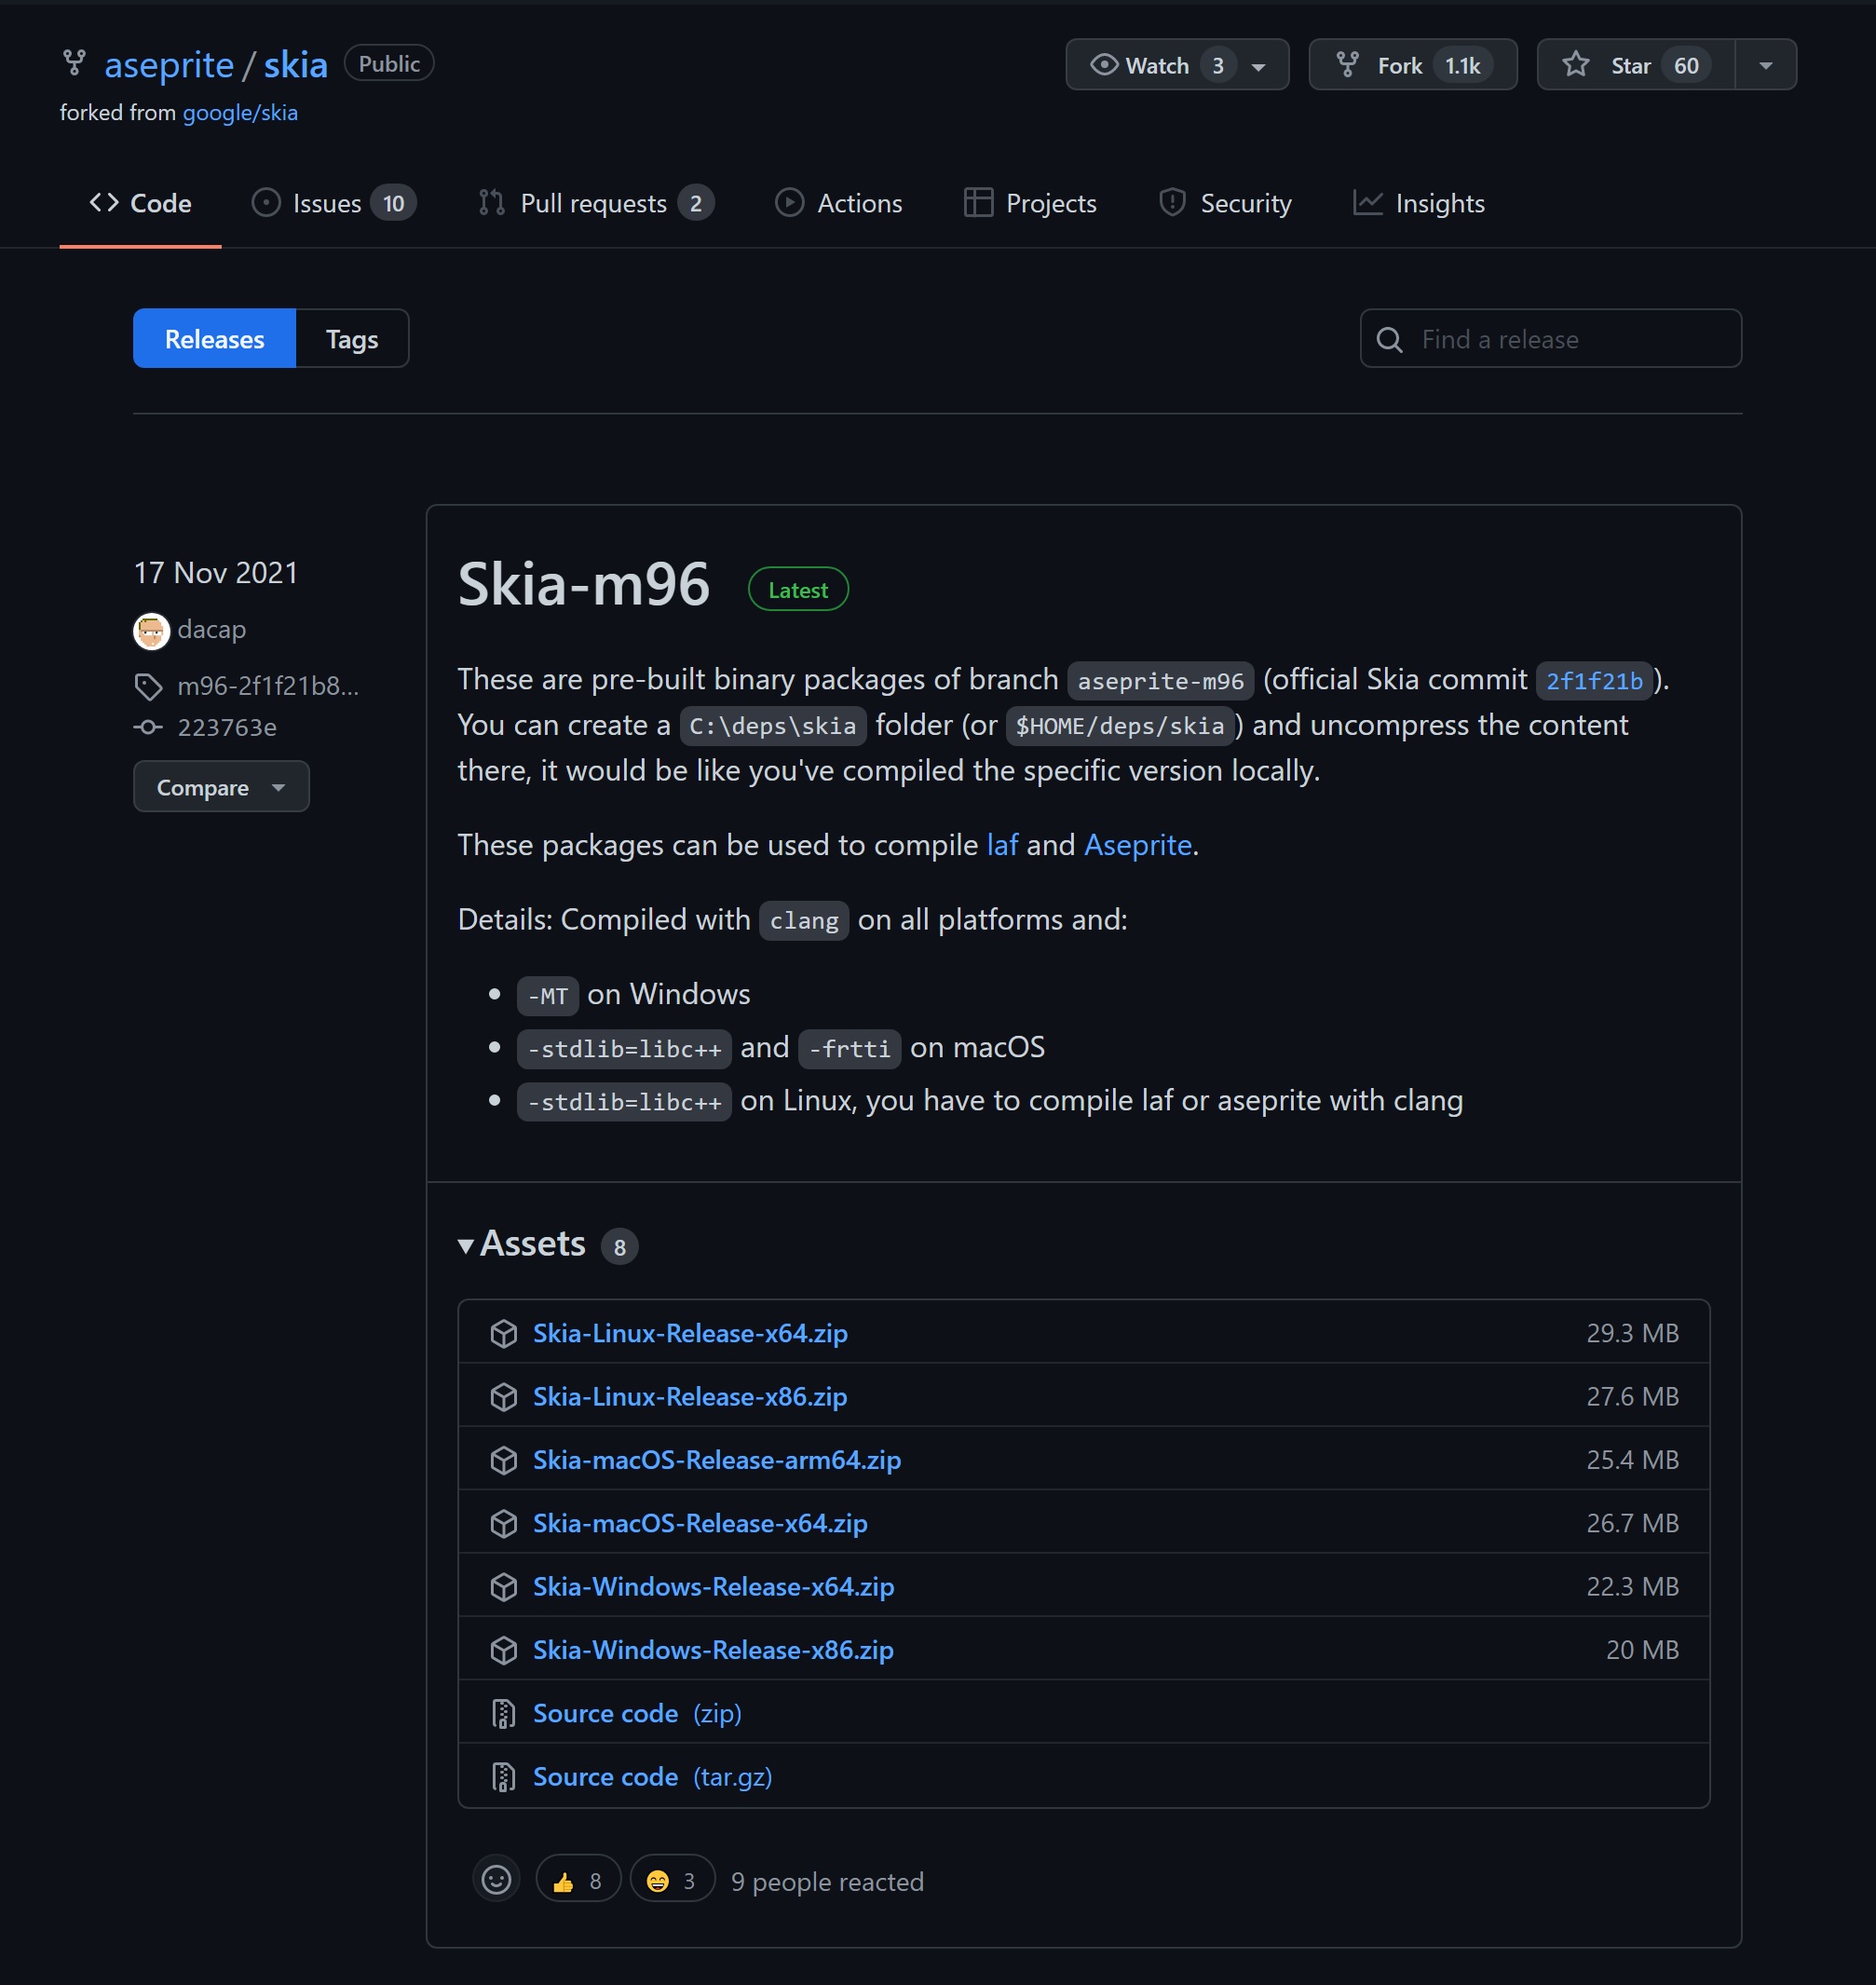 aseprite / skia Public
Watch 3 Fork 1.1k Star 60
forked from google/skia
Code Issues 10 Pull requests 2 Actions Projects Security Insights
Releases Tags Find a release
17 Nov 2021
dacap
m96-2f1f21b8...
223763e
Compare
Skia-m96 Latest
These are pre-built binary packages of branch aseprite-m96 (official Skia commit 2f1f21b).
You can create a C:\deps\skia folder (or $HOME/deps/skia) and uncompress the content
there, it would be like you've compiled the specific version locally.
These packages can be used to compile laf and Aseprite.
Details: Compiled with clang on all platforms and:
-MT on Windows
-stdlib=libc++ and -frtti on macOS
-stdlib=libc++ on Linux, you have to compile laf or aseprite with clang
Assets 8
Skia-Linux-Release-x64.zip 29.3 MB
Skia-Linux-Release-x86.zip 27.6 MB
Skia-macOS-Release-arm64.zip 25.4 MB
Skia-macOS-Release-x64.zip 26.7 MB
Skia-Windows-Release-x64.zip 22.3 MB
Skia-Windows-Release-x86.zip 20 MB
Source code (zip)
Source code (tar.gz)
8 3 9 people reacted